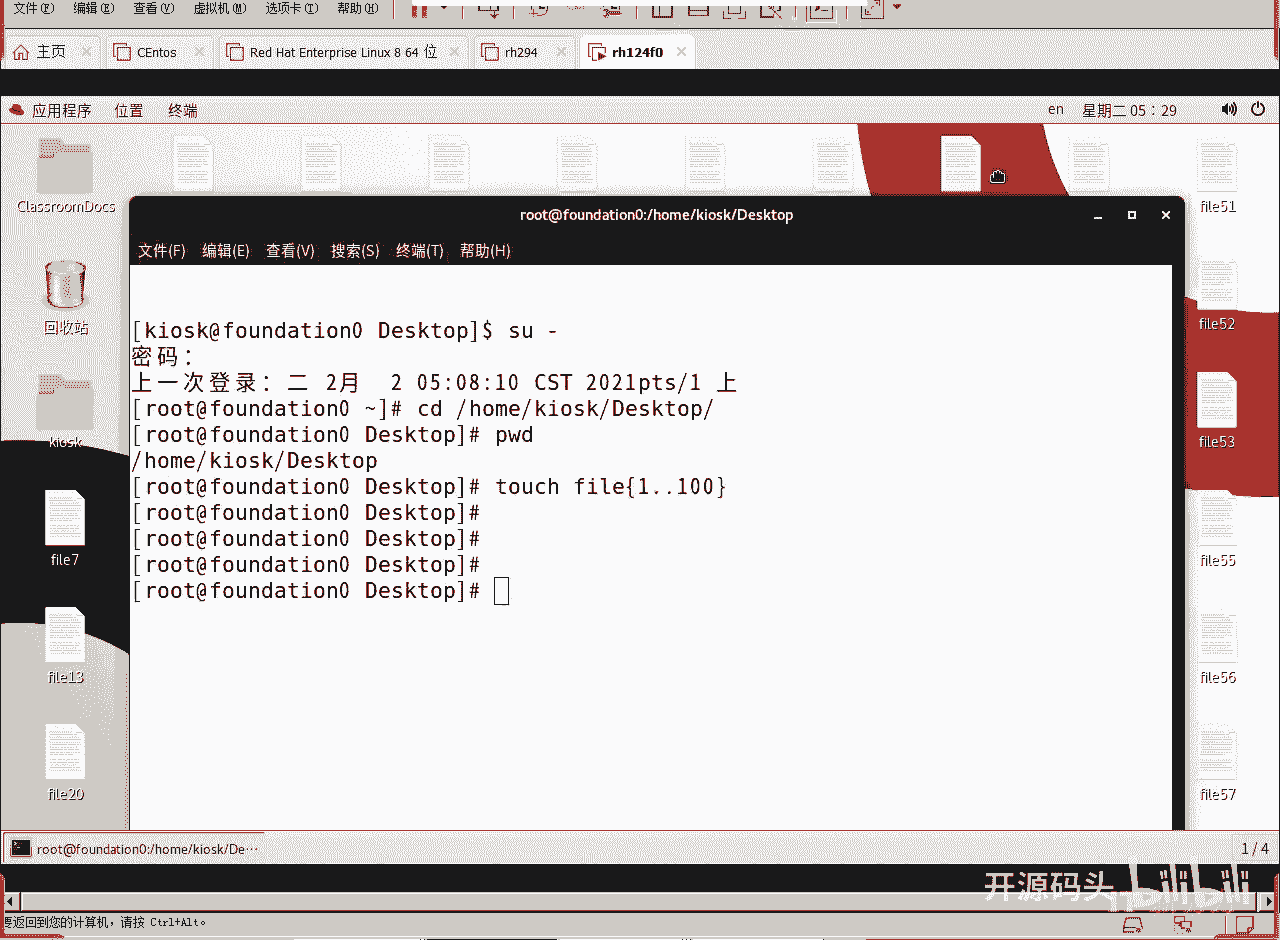 文件(F) 编辑(E) 查看(V) 虚拟机(M) 选项卡(T) 帮助(H)
主页 CEntos Red Hat Enterprise Linux 8 64 位 rh294 rh124f0
应用程序 位置 终端 en 星期二 05:29
ClassroomDocs
file51
root@foundation0:/home/kiosk/Desktop
文件(F) 编辑(E) 查看(V) 搜索(S) 终端(T) 帮助(H)
回收站
file52
[kiosk@foundation0 Desktop]$ su -
密码：
上一次登录：二 2月  2 05:08:10 CST 2021pts/1 上
[root@foundation0 ~]# cd /home/kiosk/Desktop/
[root@foundation0 Desktop]# pwd
/home/kiosk/Desktop
[root@foundation0 Desktop]# touch file{1..100}
[root@foundation0 Desktop]#
[root@foundation0 Desktop]#
[root@foundation0 Desktop]#
[root@foundation0 Desktop]#
kiosk
file53
file7
file55
file13
file56
file20
file57
root@foundation0:/home/kiosk/De…
1 / 4
开源码头 bilibili
要返回到您的计算机，请按 Ctrl+Alt。